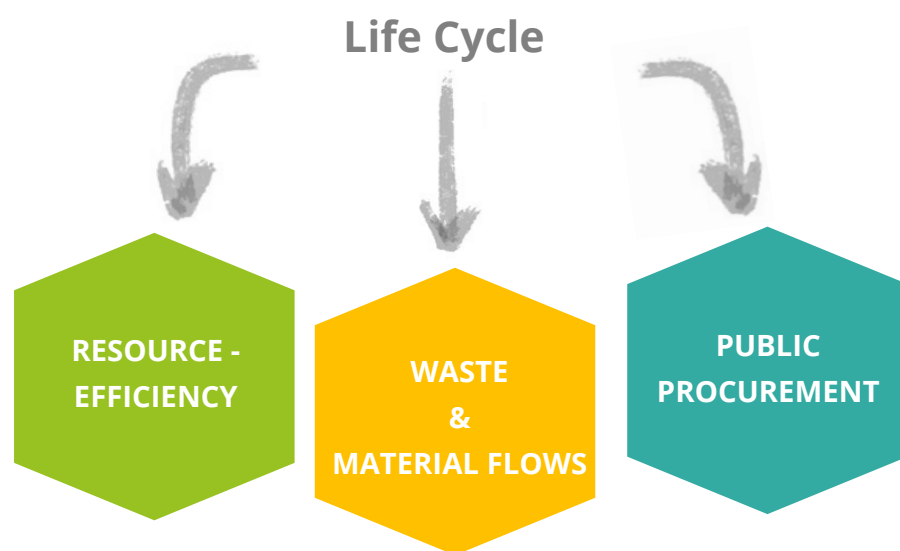 Life Cycle
RESOURCE -
EFFICIENCY
WASTE
&
MATERIAL FLOWS
PUBLIC
PROCUREMENT